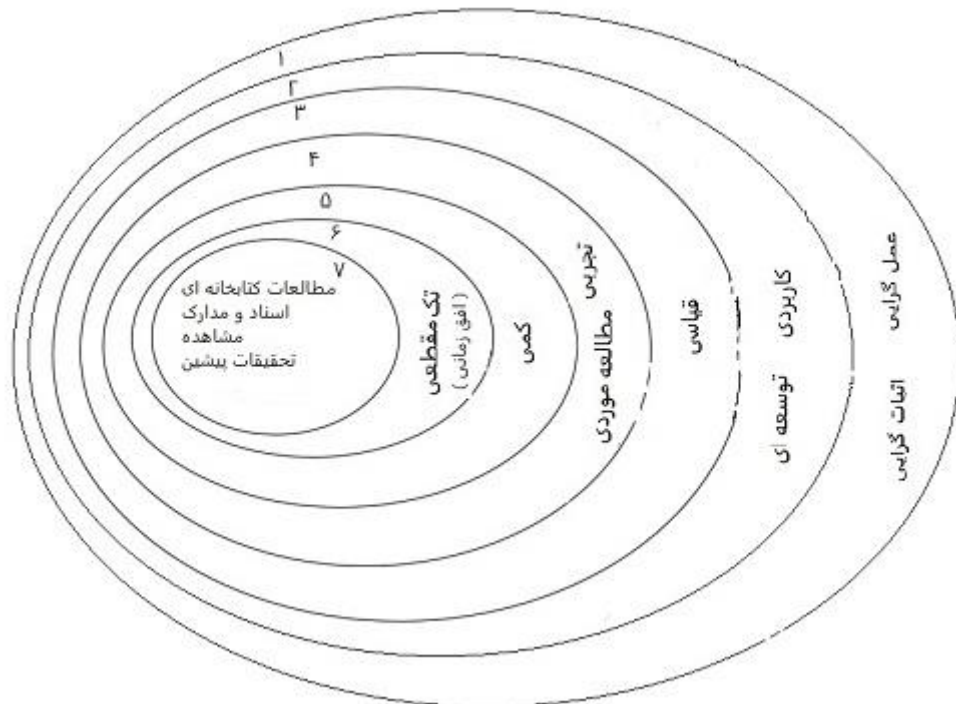 ۱
۲
۳
۴
۵
۶
۷
مطالعات کتابخانه ای
اسناد و مدارک
مشاهده
تحقیقات پیشین
تک مقطعی
( افق زمانی )
کمی
تجربی
مطالعه موردی
قیاسی
کاربردی
توسعه ای
عمل گرایی
اثبات گرایی